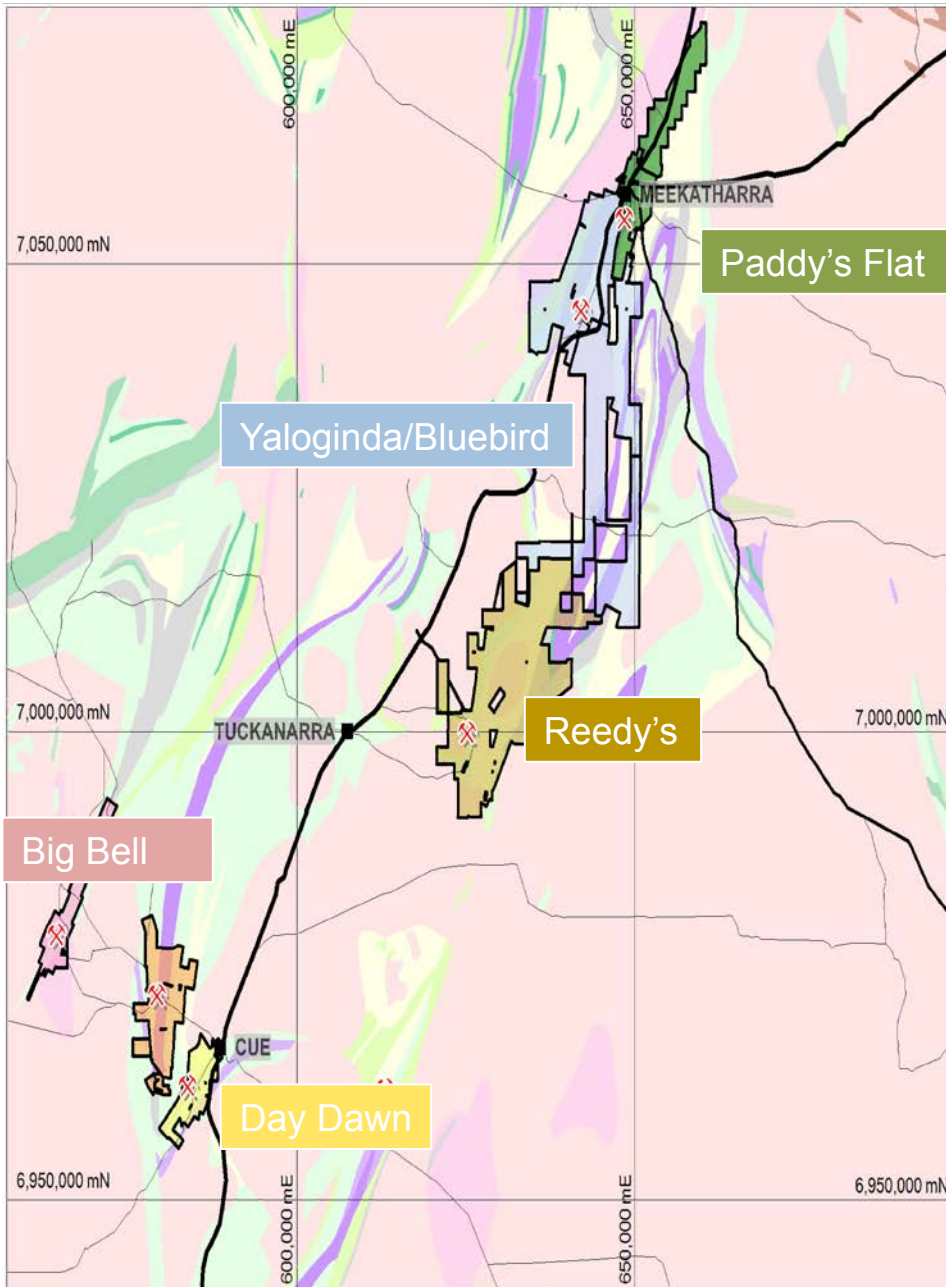 600,000 mE
650,000 mE
MEEKATHARRA
7,050,000 mN
Paddy's Flat
Yaloginda/Bluebird
7,000,000 mN
TUCKANARRA
Reedy's
7,000,000 mN
Big Bell
CUE
Day Dawn
6,950,000 mN
6,950,000 mN
600,000 mE
650,000 mE